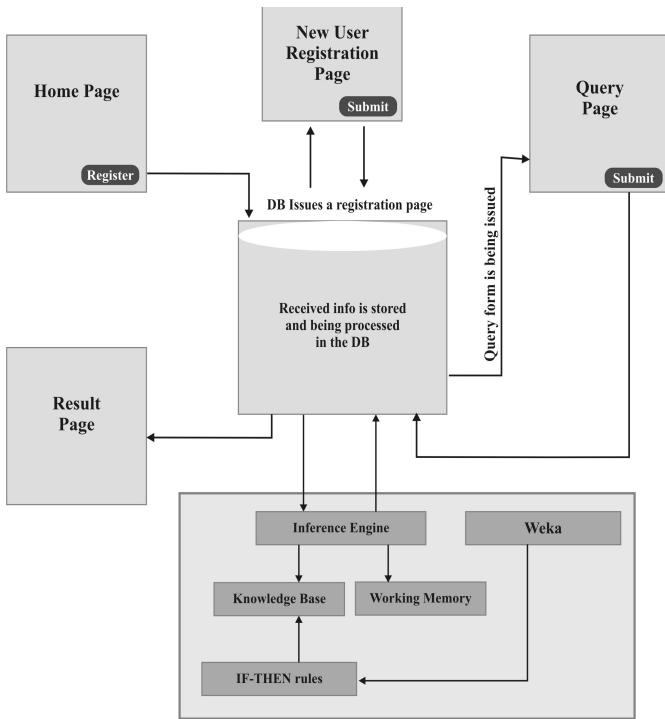 New User
Registration
Page
Submit
Home Page
Register
Query
Page
Submit
DB Issues a registration page
Query form is being issued
Received info is stored
and being processed
in the DB
Result
Page
Inference Engine
Weka
Knowledge Base
Working Memory
IF-THEN rules